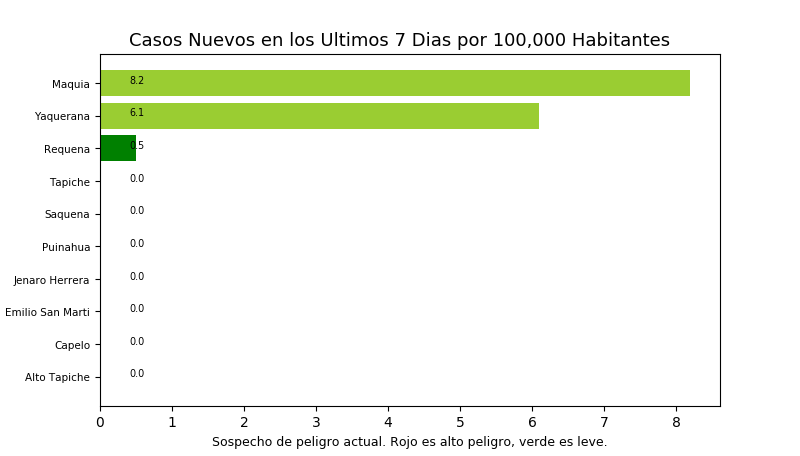 Casos Nuevos en los Ultimos 7 Dias por 100,000 Habitantes
Maquia 8.2
Yaquerana 6.1
Requena 0.5
Tapiche 0.0
Saquena 0.0
Puinahua 0.0
Jenaro Herrera 0.0
Emilio San Marti 0.0
Capelo 0.0
Alto Tapiche 0.0
0 1 2 3 4 5 6 7 8
Sospecho de peligro actual. Rojo es alto peligro, verde es leve.